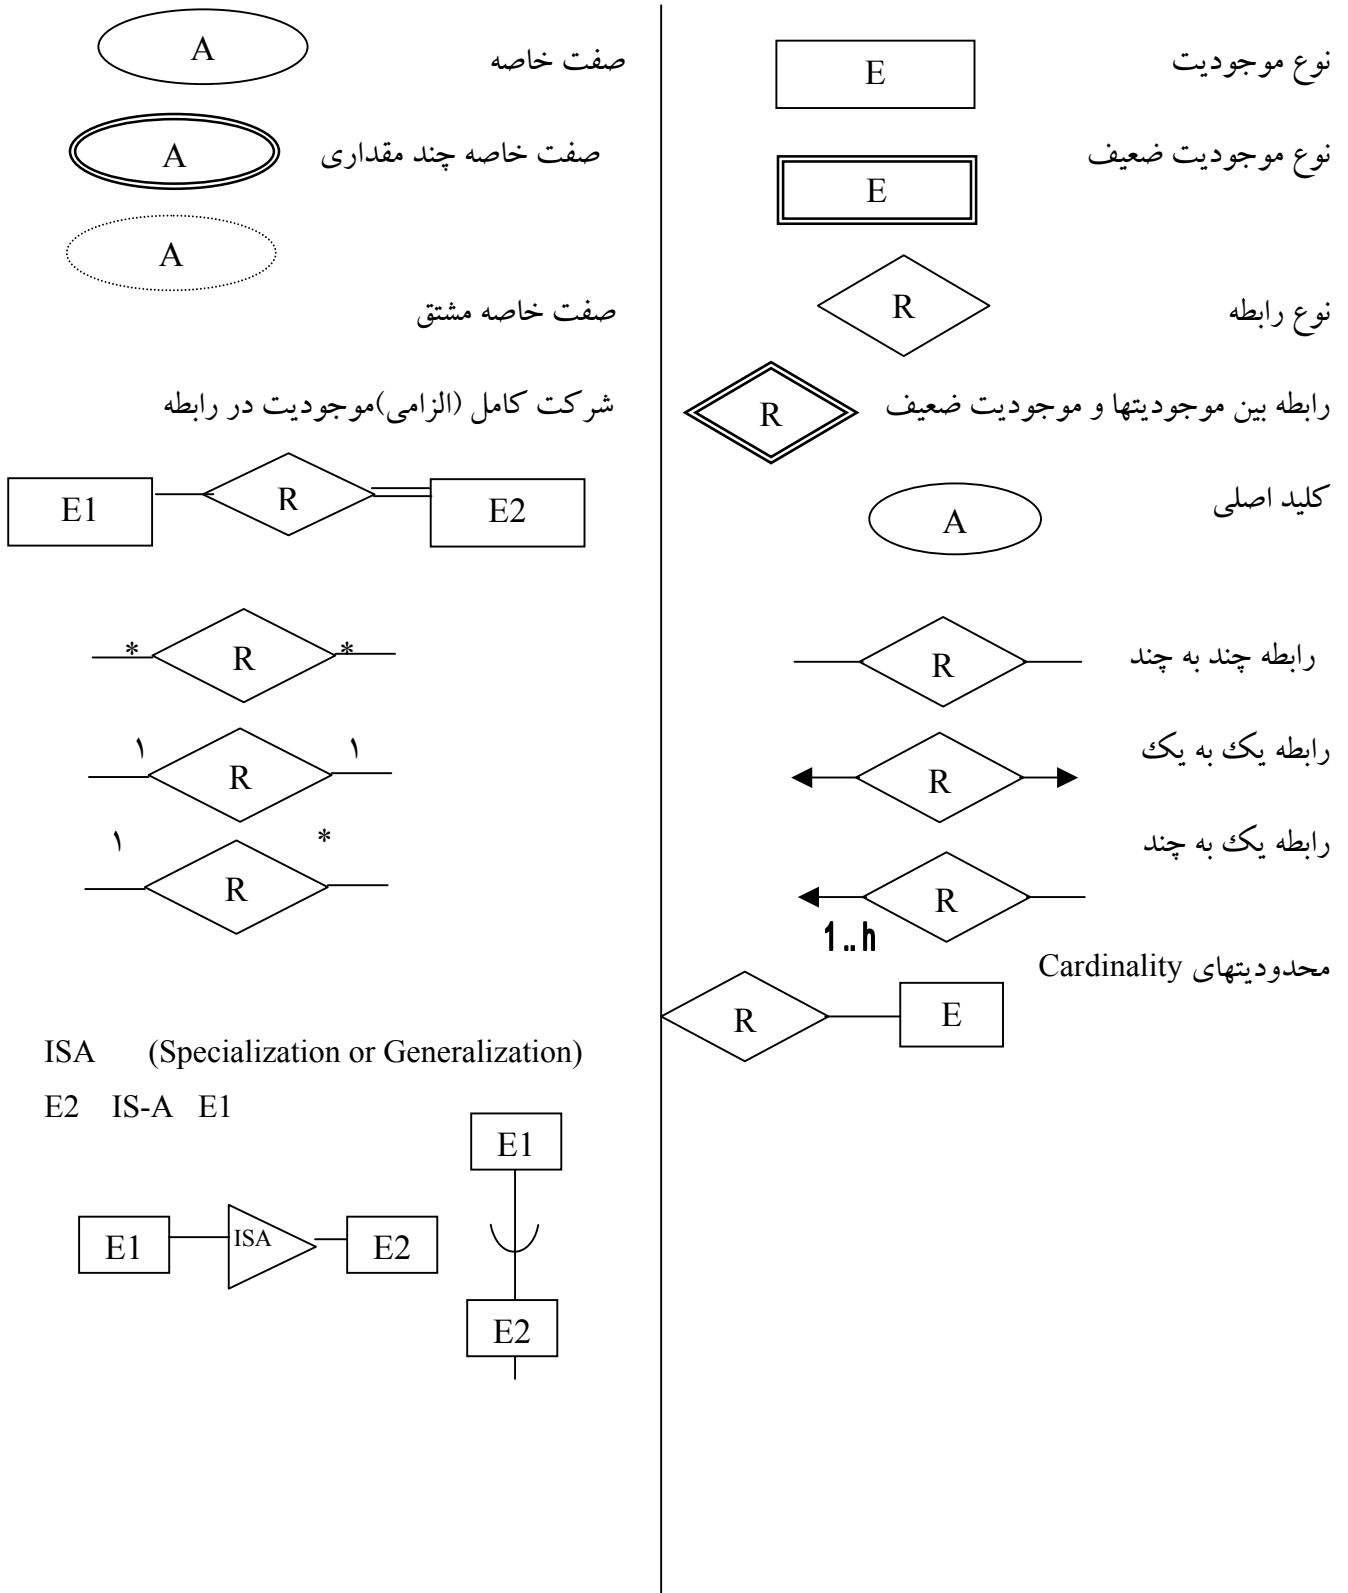 نوع موجودیت
E
نوع موجودیت ضعیف
E
نوع رابطه
R
رابطه بین موجودیتها و موجودیت ضعیف
R
کلید اصلی
A
رابطه چند به چند
R
رابطه یک به یک
R
رابطه یک به چند
R
1..h
محدودیتهای Cardinality
R
E
صفت خاصه
A
صفت خاصه چند مقداری
A
A
صفت خاصه مشتق
شرکت کامل (الزامی)موجودیت در رابطه
E1 R E2
* R *
۱ R ۱
۱ R *
ISA (Specialization or Generalization)
E2 IS-A E1
E1
E1 ISA E2
E2